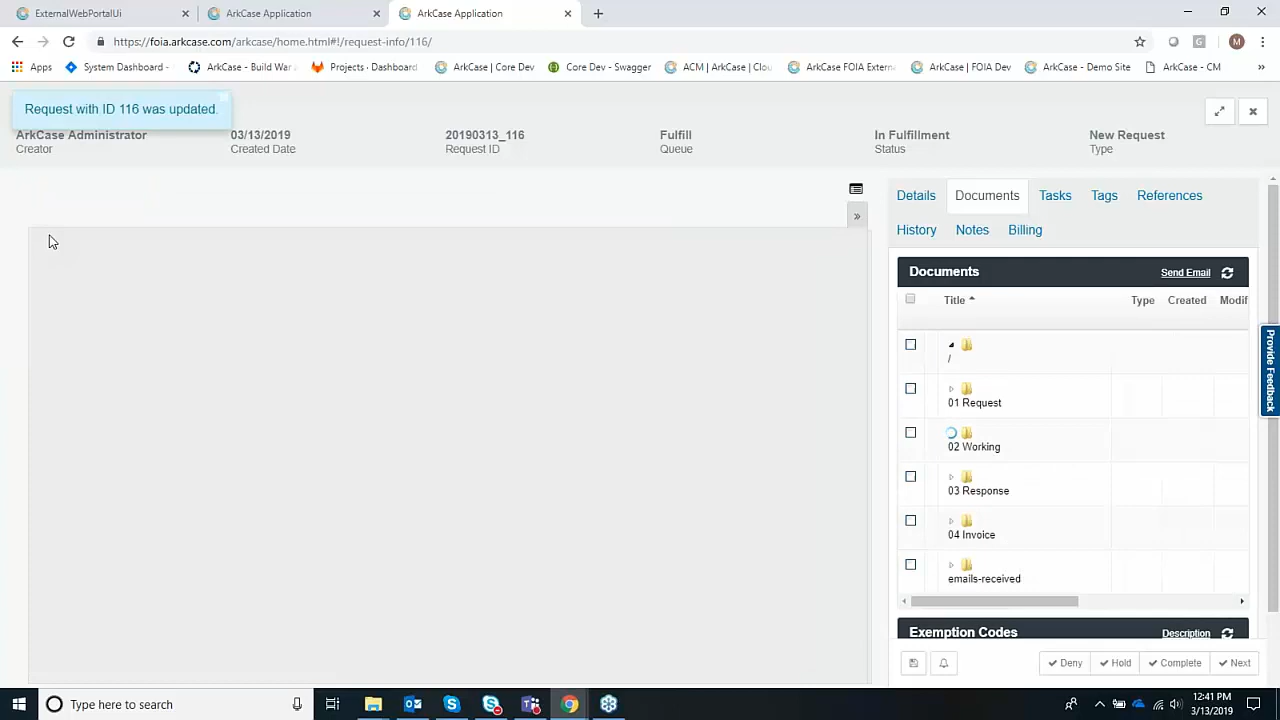 ExternalWebPortalUi
ArkCase Application
ArkCase Application
https://foia.arkcase.com/arkcase/home.html#!/request-info/116/
Apps
System Dashboard -
ArkCase - Build War
Projects · Dashboard
ArkCase | Core Dev
Core Dev - Swagger
ACM | ArkCase | Clou
ArkCase FOIA Extern
ArkCase | FOIA Dev
ArkCase - Demo Site
ArkCase - CM
Request with ID 116 was updated.
ArkCase Administrator
Creator
03/13/2019
Created Date
20190313_116
Request ID
Fulfill
Queue
In Fulfillment
Status
New Request
Type
Details
Documents
Tasks
Tags
References
History
Notes
Billing
Documents
Send Email
Title
Type
Created
Modif
/
01 Request
02 Working
03 Response
04 Invoice
emails-received
Exemption Codes
Description
Deny
Hold
Complete
Next
Provide Feedback
Type here to search
12:41 PM
3/13/2019